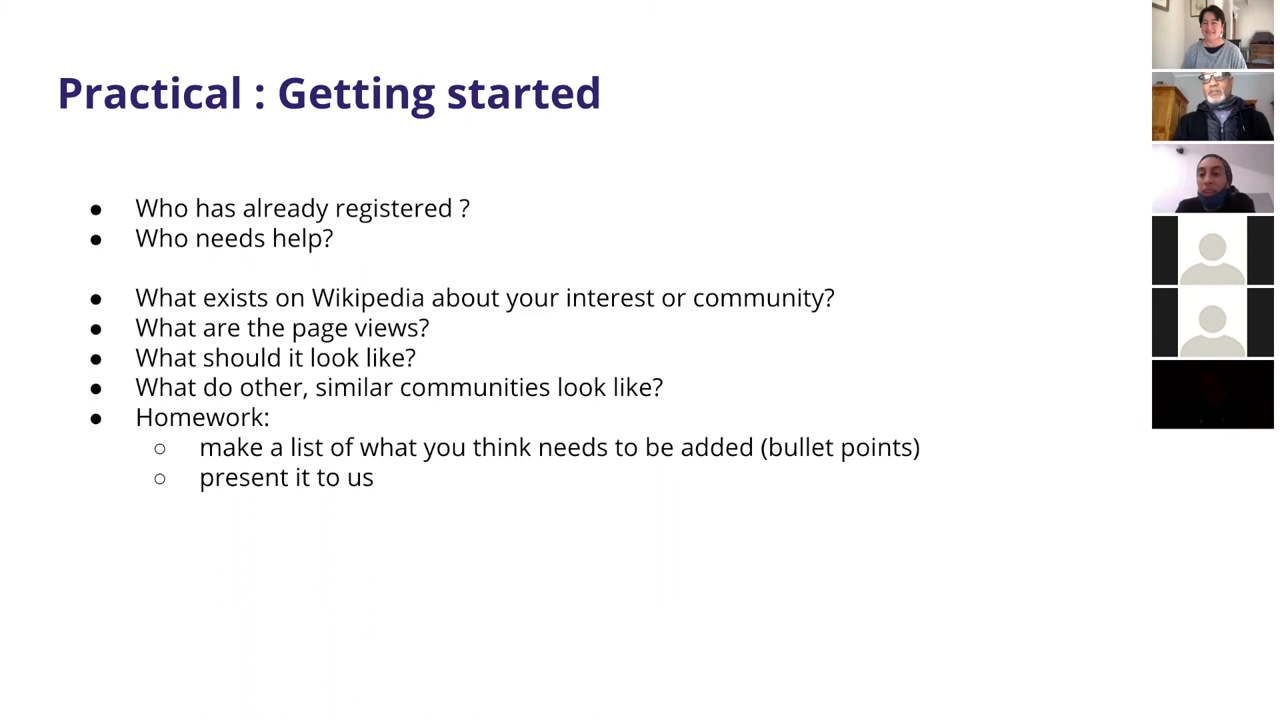 Practical : Getting started
● Who has already registered ?
● Who needs help?
● What exists on Wikipedia about your interest or community?
● What are the page views?
● What should it look like?
● What do other, similar communities look like?
● Homework:
○ make a list of what you think needs to be added (bullet points)
○ present it to us